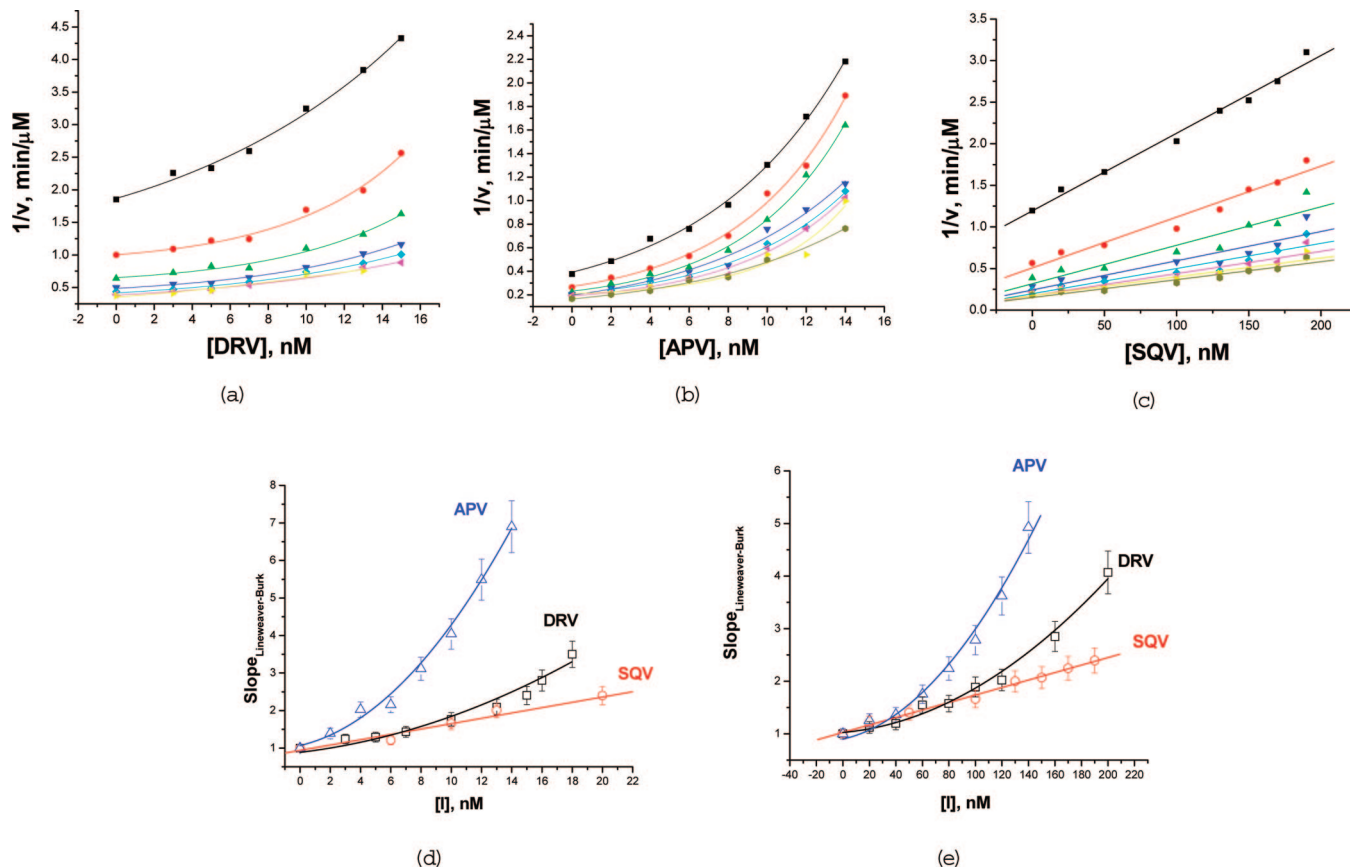 4.5
4.0
3.5
3.0
2.5
2.0
1.5
1.0
0.5
-2 0 2 4 6 8 10 12 14 16
1/v, min/μM
[DRV], nM
(a)
2.4
2.2
2.0
1.8
1.6
1.4
1.2
1.0
0.8
0.6
0.4
0.2
-2 0 2 4 6 8 10 12 14 16
1/v, min/μM
[APV], nM
(b)
3.5
3.0
2.5
2.0
1.5
1.0
0.5
0.0
0 50 100 150 200
1/v, min/μM
[SQV], nM
(c)
8
7
6
5
4
3
2
1
0 2 4 6 8 10 12 14 16 18 20 22
Slope Lineweaver-Burk
APV
DRV
SQV
[I], nM
(d)
6
5
4
3
2
1
0
-40 -20 0 20 40 60 80 100 120 140 160 180 200 220
Slope Lineweaver-Burk
APV
DRV
SQV
[I], nM
(e)